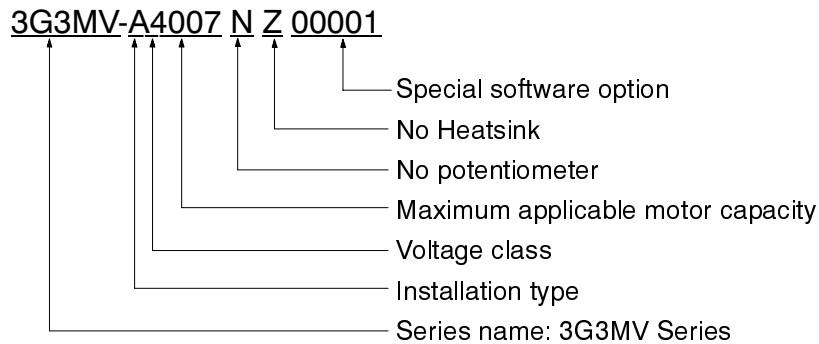 3G3MV-A4007 N Z 00001
Special software option
No Heatsink
No potentiometer
Maximum applicable motor capacity
Voltage class
Installation type
Series name: 3G3MV Series